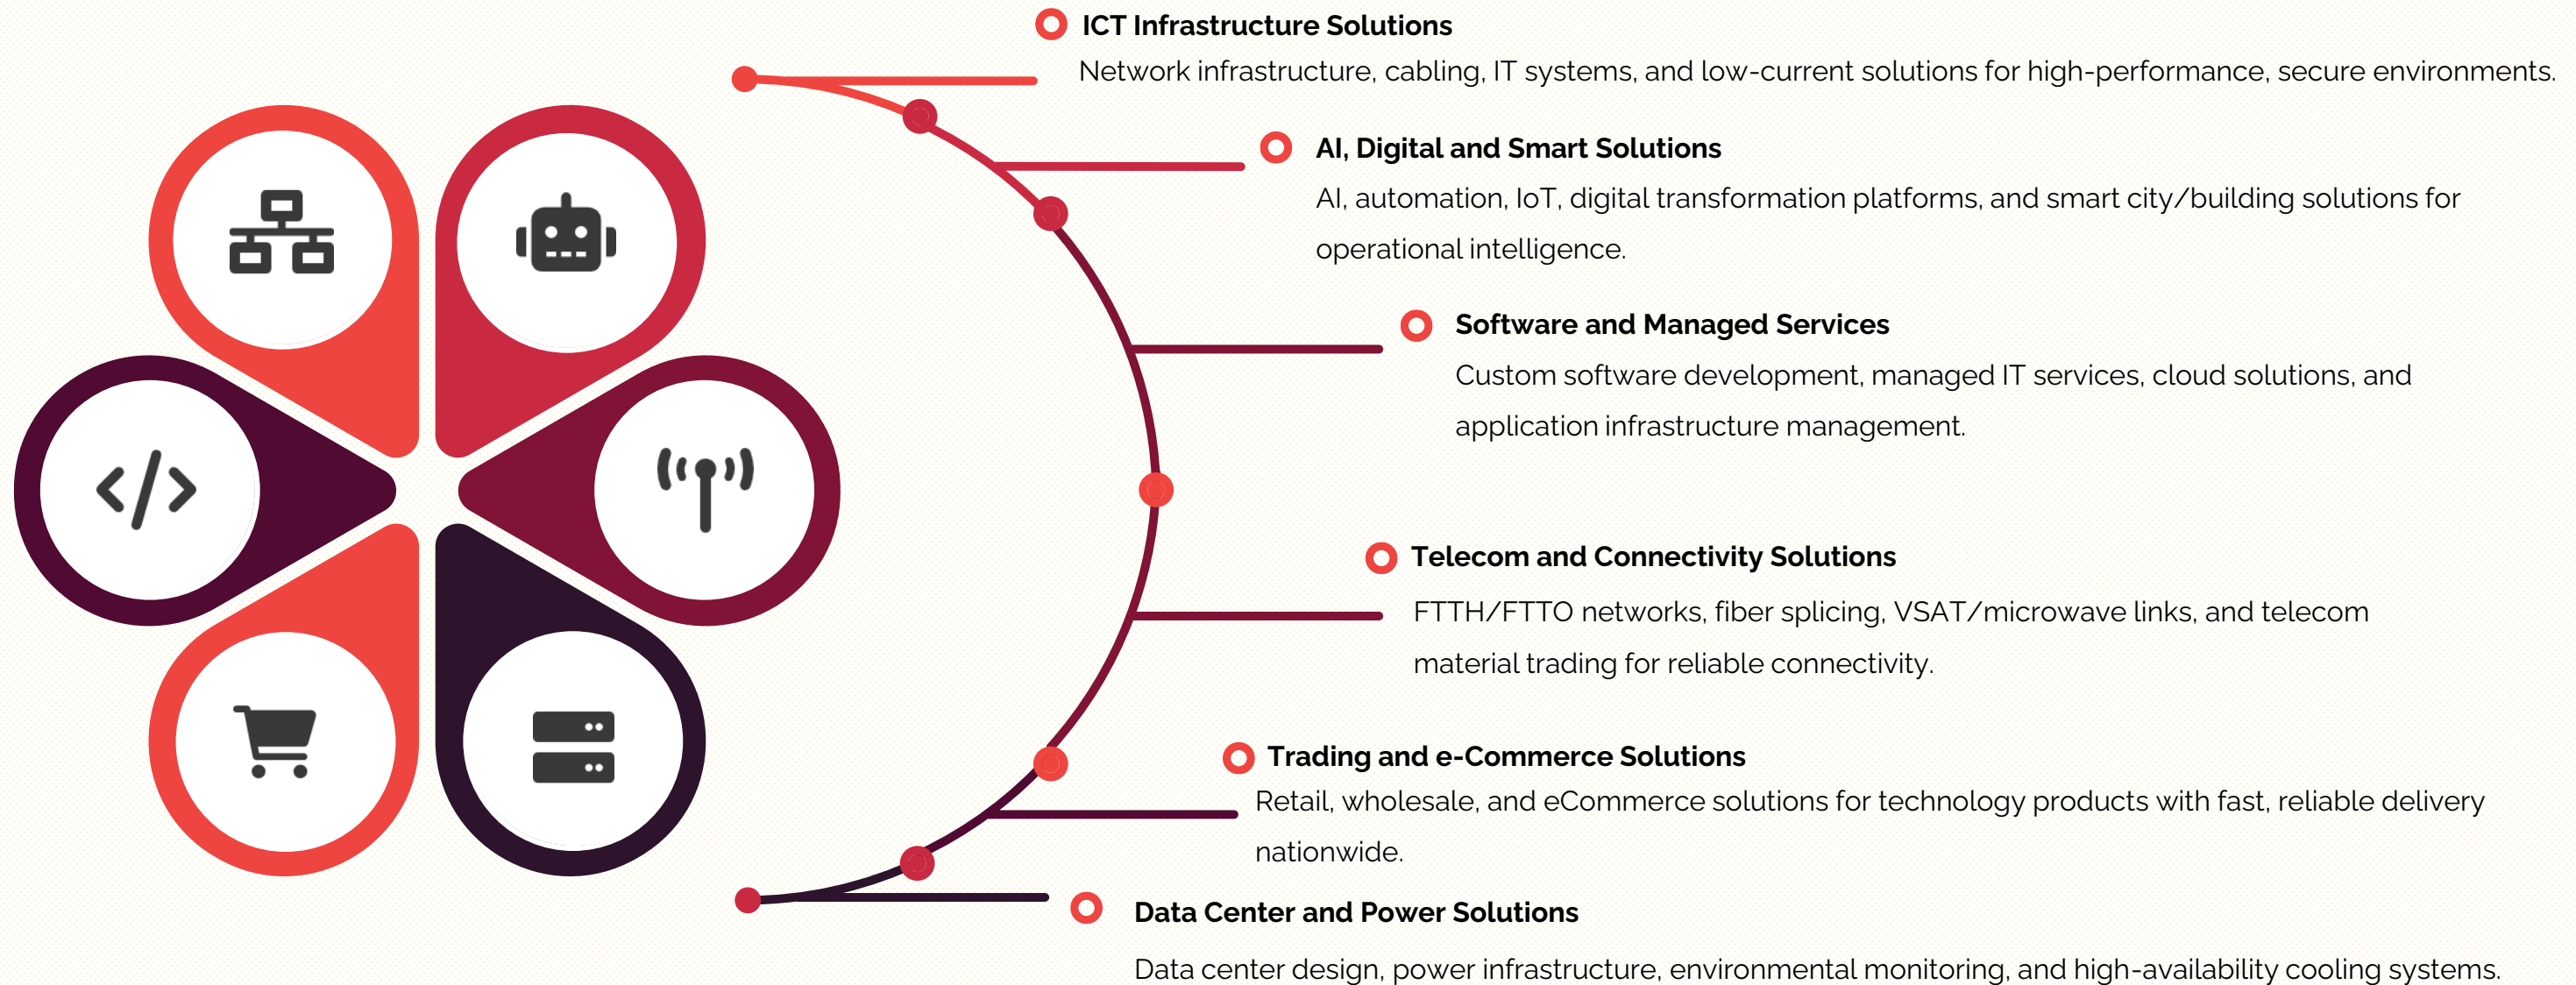 ICT Infrastructure Solutions
Network infrastructure, cabling, IT systems, and low-current solutions for high-performance, secure environments.
AI, Digital and Smart Solutions
AI, automation, IoT, digital transformation platforms, and smart city/building solutions for
operational intelligence.
Software and Managed Services
Custom software development, managed IT services, cloud solutions, and
application infrastructure management.
Telecom and Connectivity Solutions
FTTH/FTTO networks, fiber splicing, VSAT/microwave links, and telecom
material trading for reliable connectivity.
Trading and e-Commerce Solutions
Retail, wholesale, and eCommerce solutions for technology products with fast, reliable delivery
nationwide.
Data Center and Power Solutions
Data center design, power infrastructure, environmental monitoring, and high-availability cooling systems.